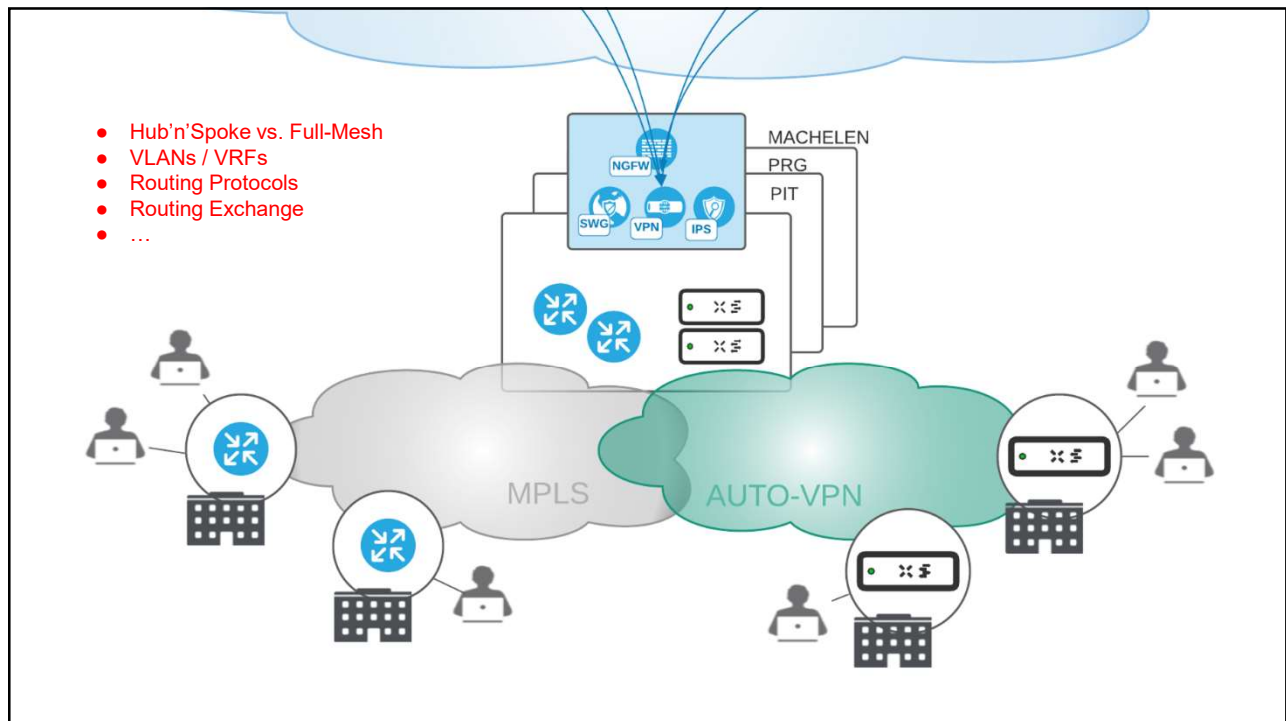 ● Hub'n'Spoke vs. Full-Mesh
● VLANs / VRFs
● Routing Protocols
● Routing Exchange
● …
MACHELEN
PRG
PIT
NGFW
SWG
VPN
IPS
MPLS
AUTO-VPN